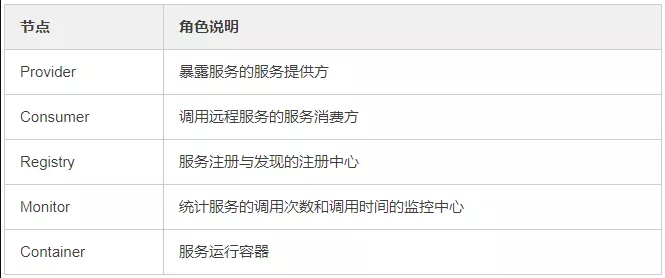 节点 角色说明
Provider 暴露服务的服务提供方
Consumer 调用远程服务的服务消费方
Registry 服务注册与发现的注册中心
Monitor 统计服务的调用次数和调用时间的监控中心
Container 服务运行容器